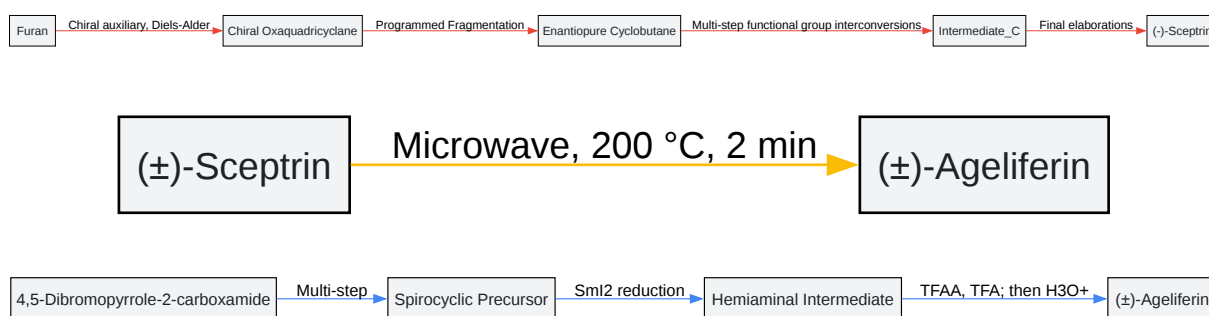 Furan Chiral auxiliary, Diels-Alder Chiral Oxaquadricyclane Programmed Fragmentation Enantiopure Cyclobutane Multi-step functional group interconversions Intermediate_C Final elaborations (-)-Sceptrin
(±)-Sceptrin Microwave, 200 °C, 2 min (±)-Ageliferin
4,5-Dibromopyrrole-2-carboxamide Multi-step Spirocyclic Precursor SmI2 reduction Hemiaminal Intermediate TFAA, TFA; then H3O+ (±)-Ageliferin